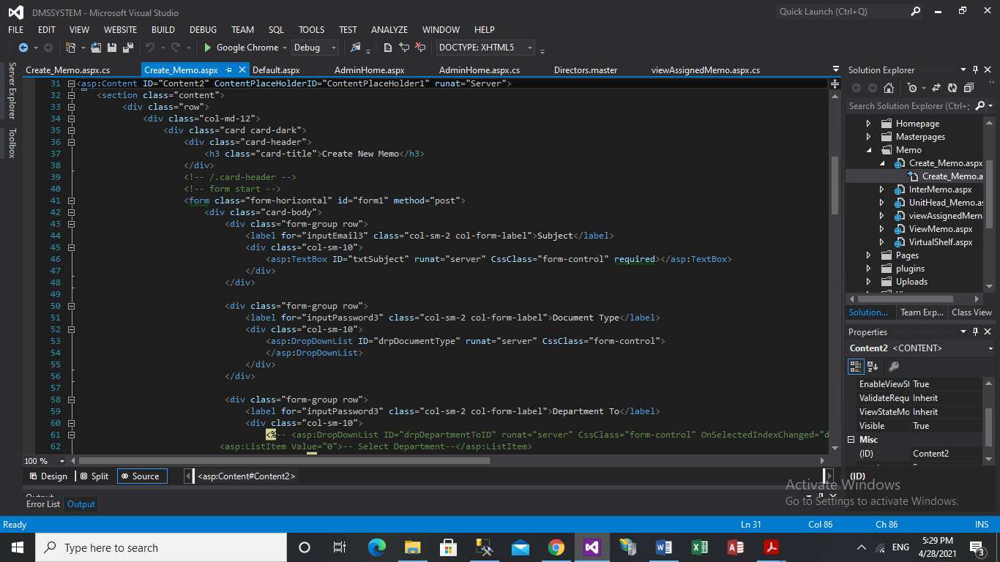 DMSSYSTEM - Microsoft Visual Studio
Quick Launch (Ctrl+Q)
FILE EDIT VIEW WEBSITE BUILD DEBUG TEAM SQL TOOLS TEST ANALYZE WINDOW HELP
Google Chrome Debug DOCTYPE: XHTML5
Server Explorer
Toolbox
Create_Memo.aspx.cs Create_Memo.aspx Default.aspx AdminHome.aspx AdminHome.aspx.cs Directors.master viewAssignedMemo.aspx.cs
31 <asp:Content ID="Content2" ContentPlaceHolderID="ContentPlaceHolder1" runat="Server">
32 <section class="content">
33 <div class="row">
34 <div class="col-md-12">
35 <div class="card card-dark">
36 <div class="card-header">
37 <h3 class="card-title">Create New Memo</h3>
38 </div>
39 <!-- /.card-header -->
40 <!-- form start -->
41 <form class="form-horizontal" id="form1" method="post">
42 <div class="card-body">
43 <div class="form-group row">
44 <label for="inputEmail3" class="col-sm-2 col-form-label">Subject</label>
45 <div class="col-sm-10">
46 <asp:TextBox ID="txtSubject" runat="server" CssClass="form-control" required></asp:TextBox>
47 </div>
48 </div>
49
50 <div class="form-group row">
51 <label for="inputPassword3" class="col-sm-2 col-form-label">Document Type</label>
52 <div class="col-sm-10">
53 <asp:DropDownList ID="drpDocumentType" runat="server" CssClass="form-control">
54 </asp:DropDownList>
55 </div>
56 </div>
57
58 <div class="form-group row">
59 <label for="inputPassword3" class="col-sm-2 col-form-label">Department To</label>
60 <div class="col-sm-10">
61 <%-- <asp:DropDownList ID="drpDepartmentToID" runat="server" CssClass="form-control" OnSelectedIndexChanged="d
62 <asp:ListItem Value="0">-- Select Department--</asp:ListItem>
100 %
Design Split Source <asp:Content#Content2>
Output
Error List Output
Solution Explorer
Search Solution Explorer (Ctrl+;
Homepage
Masterpages
Memo
Create_Memo.aspx
Create_Memo.a
InterMemo.aspx
UnitHead_Memo.as
viewAssignedMem
ViewMemo.aspx
VirtualShelf.aspx
Pages
plugins
Uploads
Solution... Team Exp... Class View
Properties
Content2 <CONTENT>
EnableViewSt True
ValidateRequ Inherit
ViewStateMo Inherit
Visible True
Misc
(ID) Content2
(ID)
Activate Windows
Go to Settings to activate Windows.
Ready Ln 31 Col 86 Ch 86 INS
Type here to search
ENG
5:29 PM
4/28/2021
3